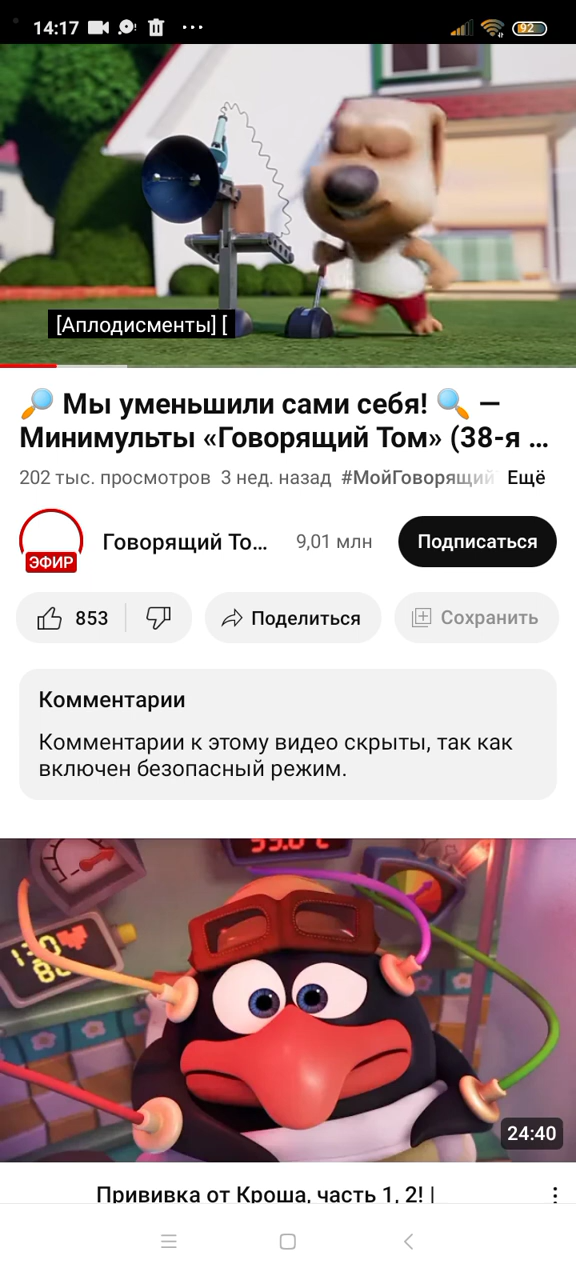 14:17
92
[Аплодисменты] [
Мы уменьшили сами себя! —
Минимульты «Говорящий Том» (38-я ...
202 тыс. просмотров 3 нед. назад #МойГоворящий Ещё
ЭФИР
Говорящий То... 9,01 млн Подписаться
853 Поделиться Сохранить
Комментарии
Комментарии к этому видео скрыты, так как
включен безопасный режим.
24:40
Прививка от Кроша, часть 1, 2! |